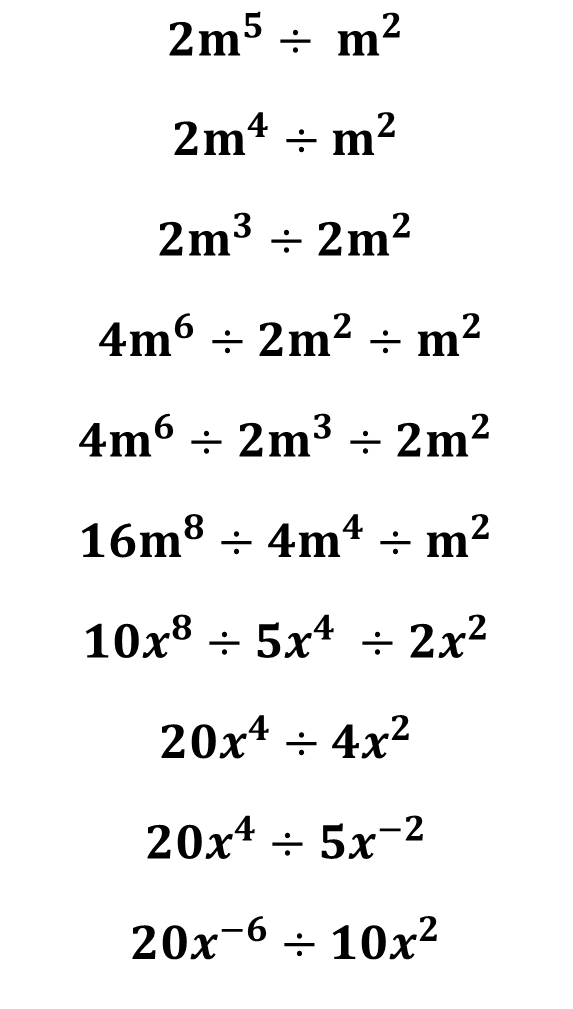 2m⁵ ÷ m²
2m⁴ ÷ m²
2m³ ÷ 2m²
4m⁶ ÷ 2m² ÷ m²
4m⁶ ÷ 2m³ ÷ 2m²
16m⁸ ÷ 4m⁴ ÷ m²
10x⁸ ÷ 5x⁴ ÷ 2x²
20x⁴ ÷ 4x²
20x⁴ ÷ 5x⁻²
20x⁻⁶ ÷ 10x²